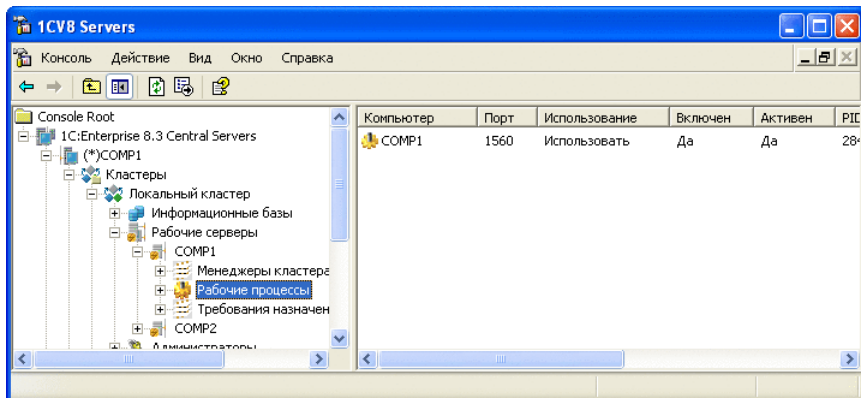 1CV8 Servers
Консоль Действие Вид Окно Справка
Console Root
1C:Enterprise 8.3 Central Servers
(*)COMP1
Кластеры
Локальный кластер
Информационные базы
Рабочие серверы
COMP1
Менеджеры кластера
Рабочие процессы
Требования назначен
COMP2
Администраторы
Компьютер Порт Использование Включен Активен PID
COMP1 1560 Использовать Да Да 284